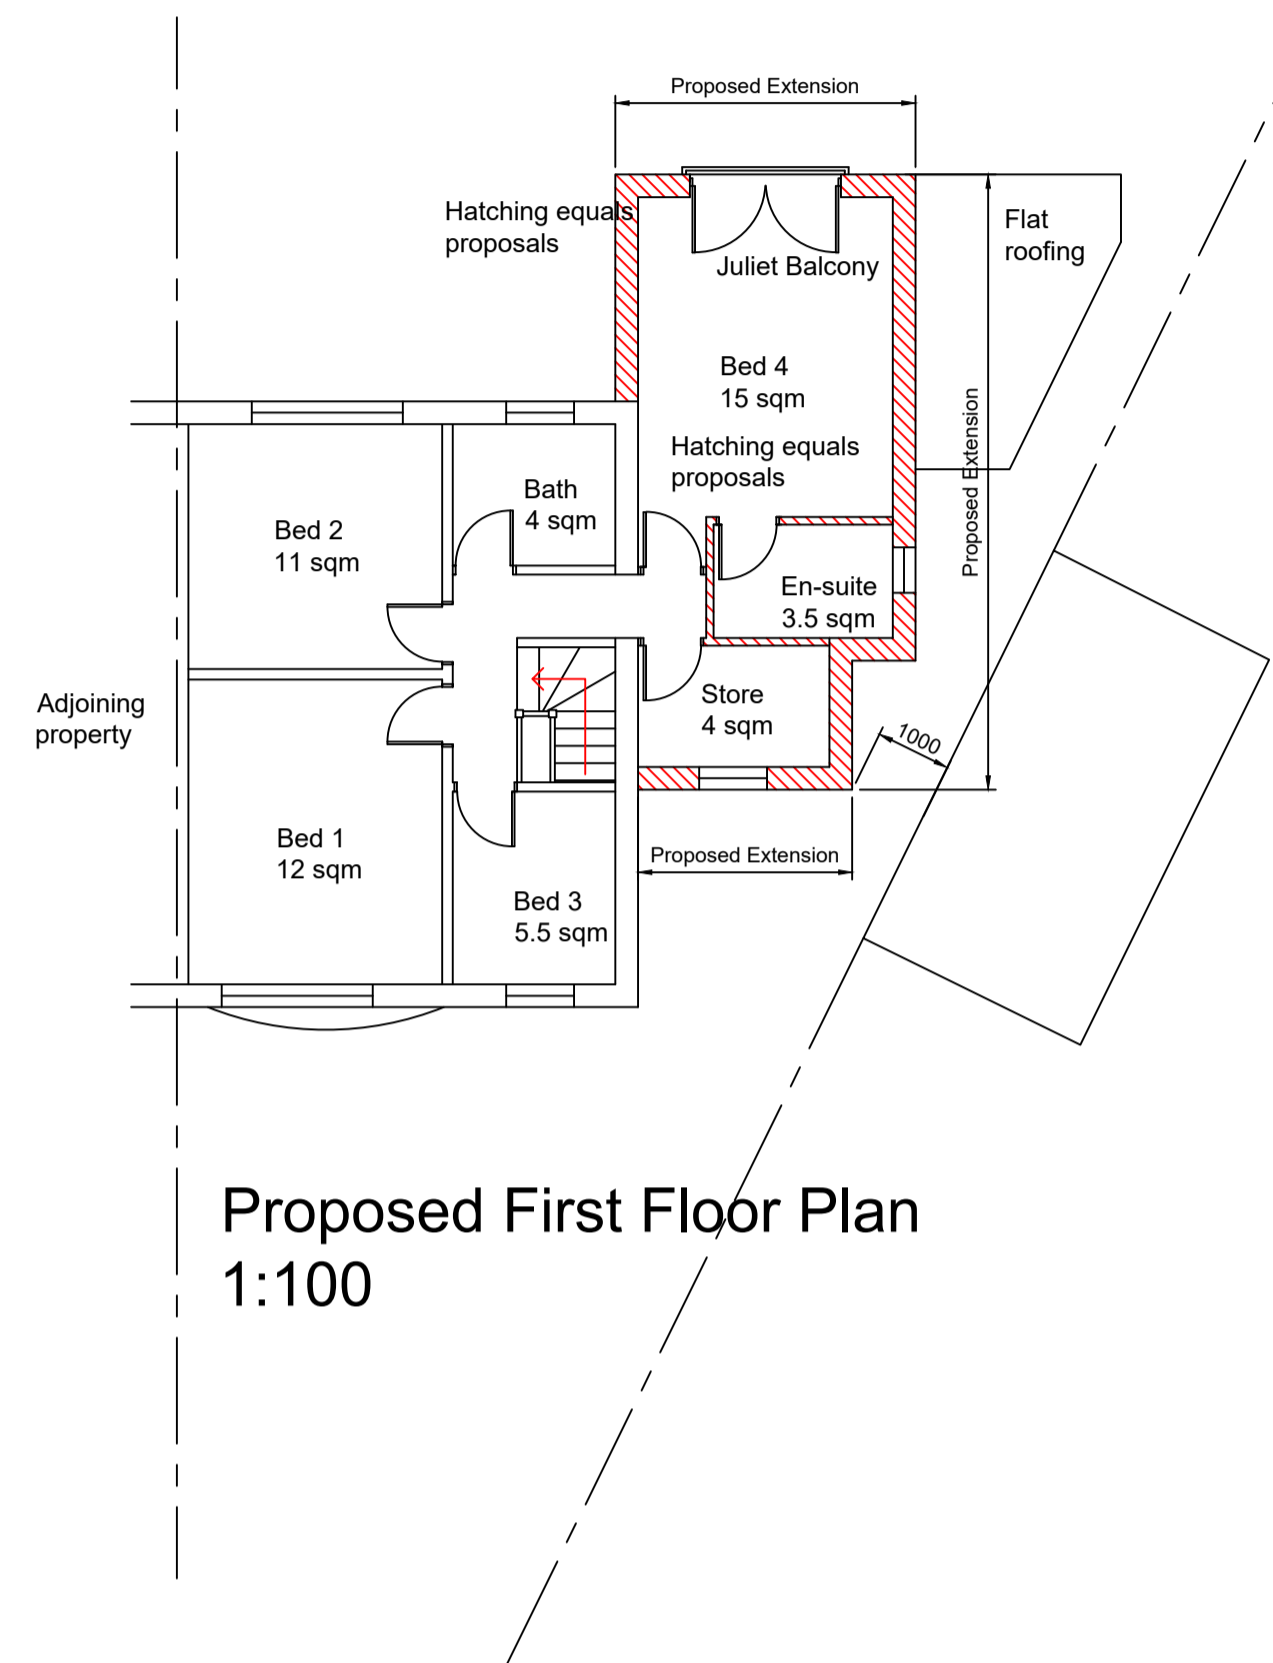 Proposed Extension
Hatching equals
proposals
Flat
roofing
Juliet Balcony
Bed 4
15 sqm
Proposed Extension
Hatching equals
proposals
Bath
4 sqm
Bed 2
11 sqm
En-suite
3.5 sqm
Adjoining
property
Store
4 sqm
1000
Bed 1
12 sqm
Proposed Extension
Bed 3
5.5 sqm
Proposed First Floor Plan
1:100